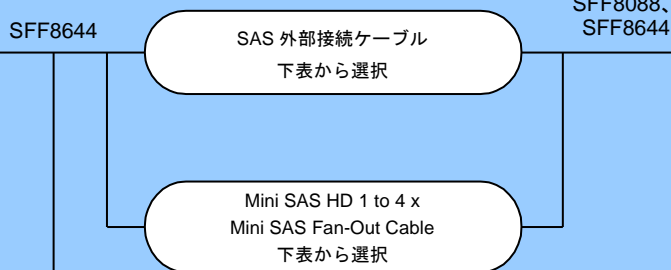 SFF8644
SAS 外部接続ケーブル
下表から選択
SFF8088、
SFF8644
Mini SAS HD 1 to 4 x
Mini SAS Fan-Out Cable
下表から選択